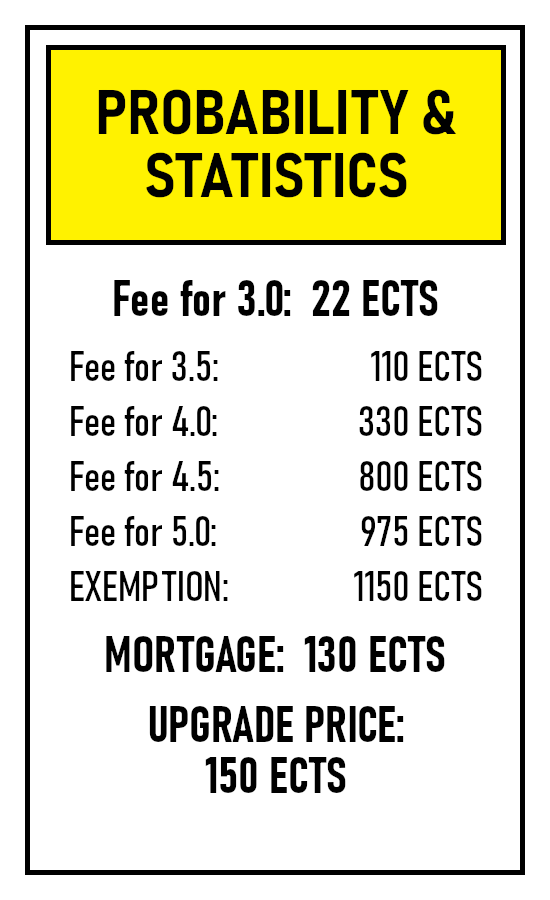 PROBABILITY &
STATISTICS
Fee for 3.0: 22 ECTS
Fee for 3.5: 110 ECTS
Fee for 4.0: 330 ECTS
Fee for 4.5: 800 ECTS
Fee for 5.0: 975 ECTS
EXEMPTION: 1150 ECTS
MORTGAGE: 130 ECTS
UPGRADE PRICE:
150 ECTS